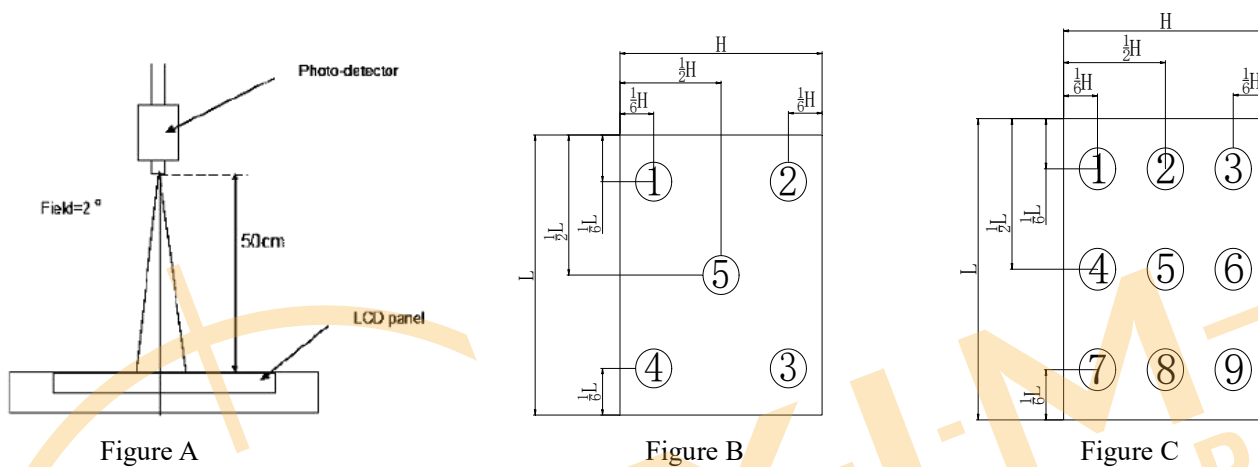 Photo-detector
Field=2°
50cm
LCD panel
Figure A
H
½H
⅙H
⅙H
1
2
½L
⅙L
L
5
4
3
⅙L
Figure B
H
½H
⅙H
⅙H
1
2
3
⅙L
½L
L
4
5
6
7
8
9
⅙L
Figure C